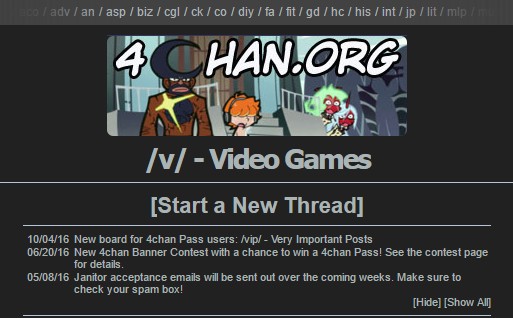 / adv / an / asp / biz / cgl / ck / co / diy / fa / fit / gd / hc / his / int / jp / lit / mlp /
4CHAN.ORG
/v/ - Video Games
[Start a New Thread]
10/04/16 New board for 4chan Pass users: /vip/ - Very Important Posts
06/20/16 New 4chan Banner Contest with a chance to win a 4chan Pass! See the contest page
for details.
05/08/16 Janitor acceptance emails will be sent out over the coming weeks. Make sure to
check your spam box!
[Hide] [Show All]